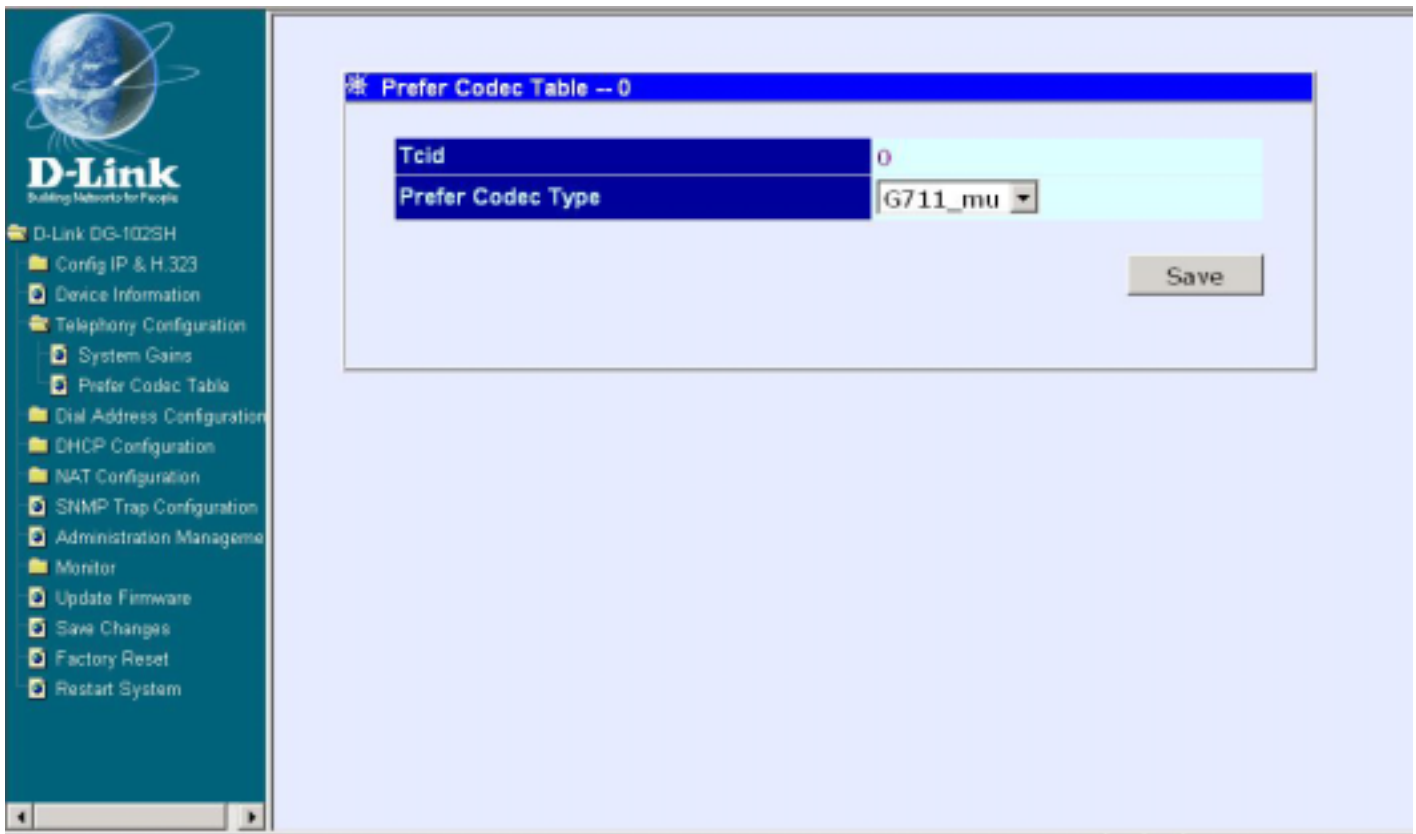 D-Link
Building Networks for People
D-Link DG-102SH
Config IP & H.323
Device Information
Telephony Configuration
System Gains
Prefer Codec Table
Dial Address Configuration
DHCP Configuration
NAT Configuration
SNMP Trap Configuration
Administration Manageme
Monitor
Update Firmware
Save Changes
Factory Reset
Restart System
Prefer Codec Table -- 0
Tcid 0
Prefer Codec Type G711_mu
Save